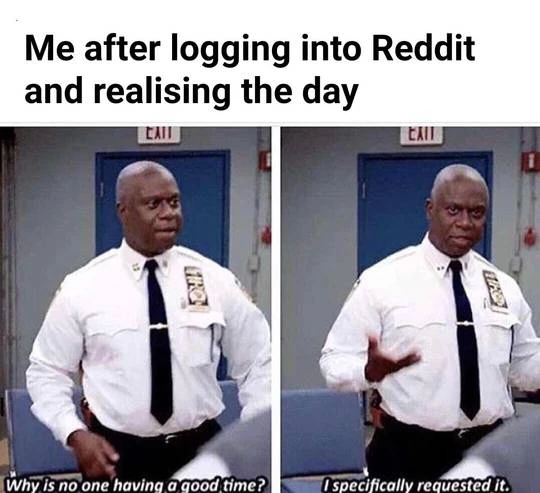 Me after logging into Reddit
and realising the day
EXIT
EXIT
Why is no one having a good time?
I specifically requested it.